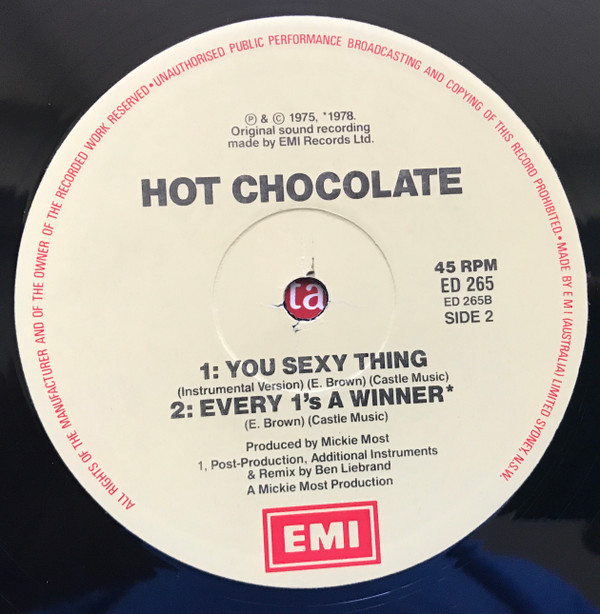 ALL RIGHTS OF THE MANUFACTURER AND OF THE OWNER OF THE RECORDED WORK RESERVED • UNAUTHORISED PUBLIC PERFORMANCE BROADCASTING AND COPYING OF THIS RECORD PROHIBITED. • MADE BY E M I (AUSTRALIA) LIMITED SYDNEY, N.S.W.
Ⓟ & © 1975, *1978.
Original sound recording
made by EMI Records Ltd.
HOT CHOCOLATE
ta
45 RPM
ED 265
ED 265B
SIDE 2
1: YOU SEXY THING
(Instrumental Version) (E. Brown) (Castle Music)
2: EVERY 1's A WINNER*
(E. Brown) (Castle Music)
Produced by Mickie Most
1, Post-Production, Additional Instruments
& Remix by Ben Liebrand
A Mickie Most Production
EMI